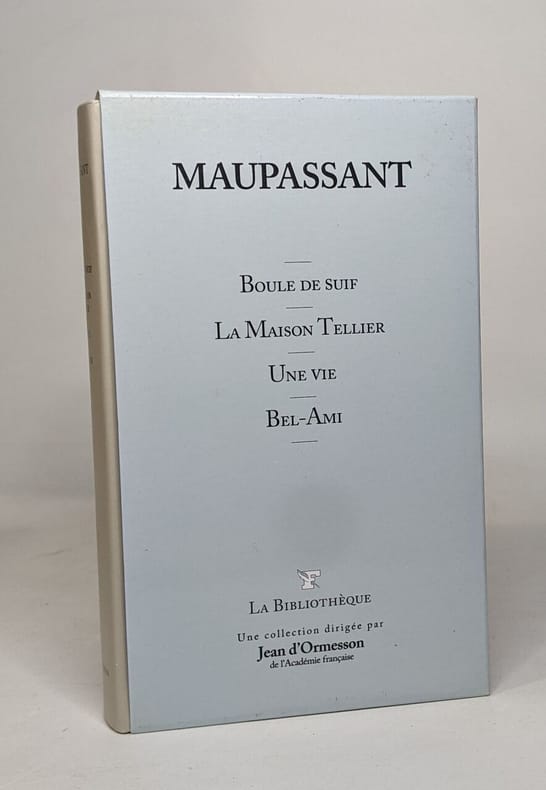 MAUPASSANT
BOULE DE SUIF
LA MAISON TELLIER
UNE VIE
BEL-AMI
F
LA BIBLIOTHÈQUE
Une collection dirigée par
Jean d'Ormesson
de l'Académie française